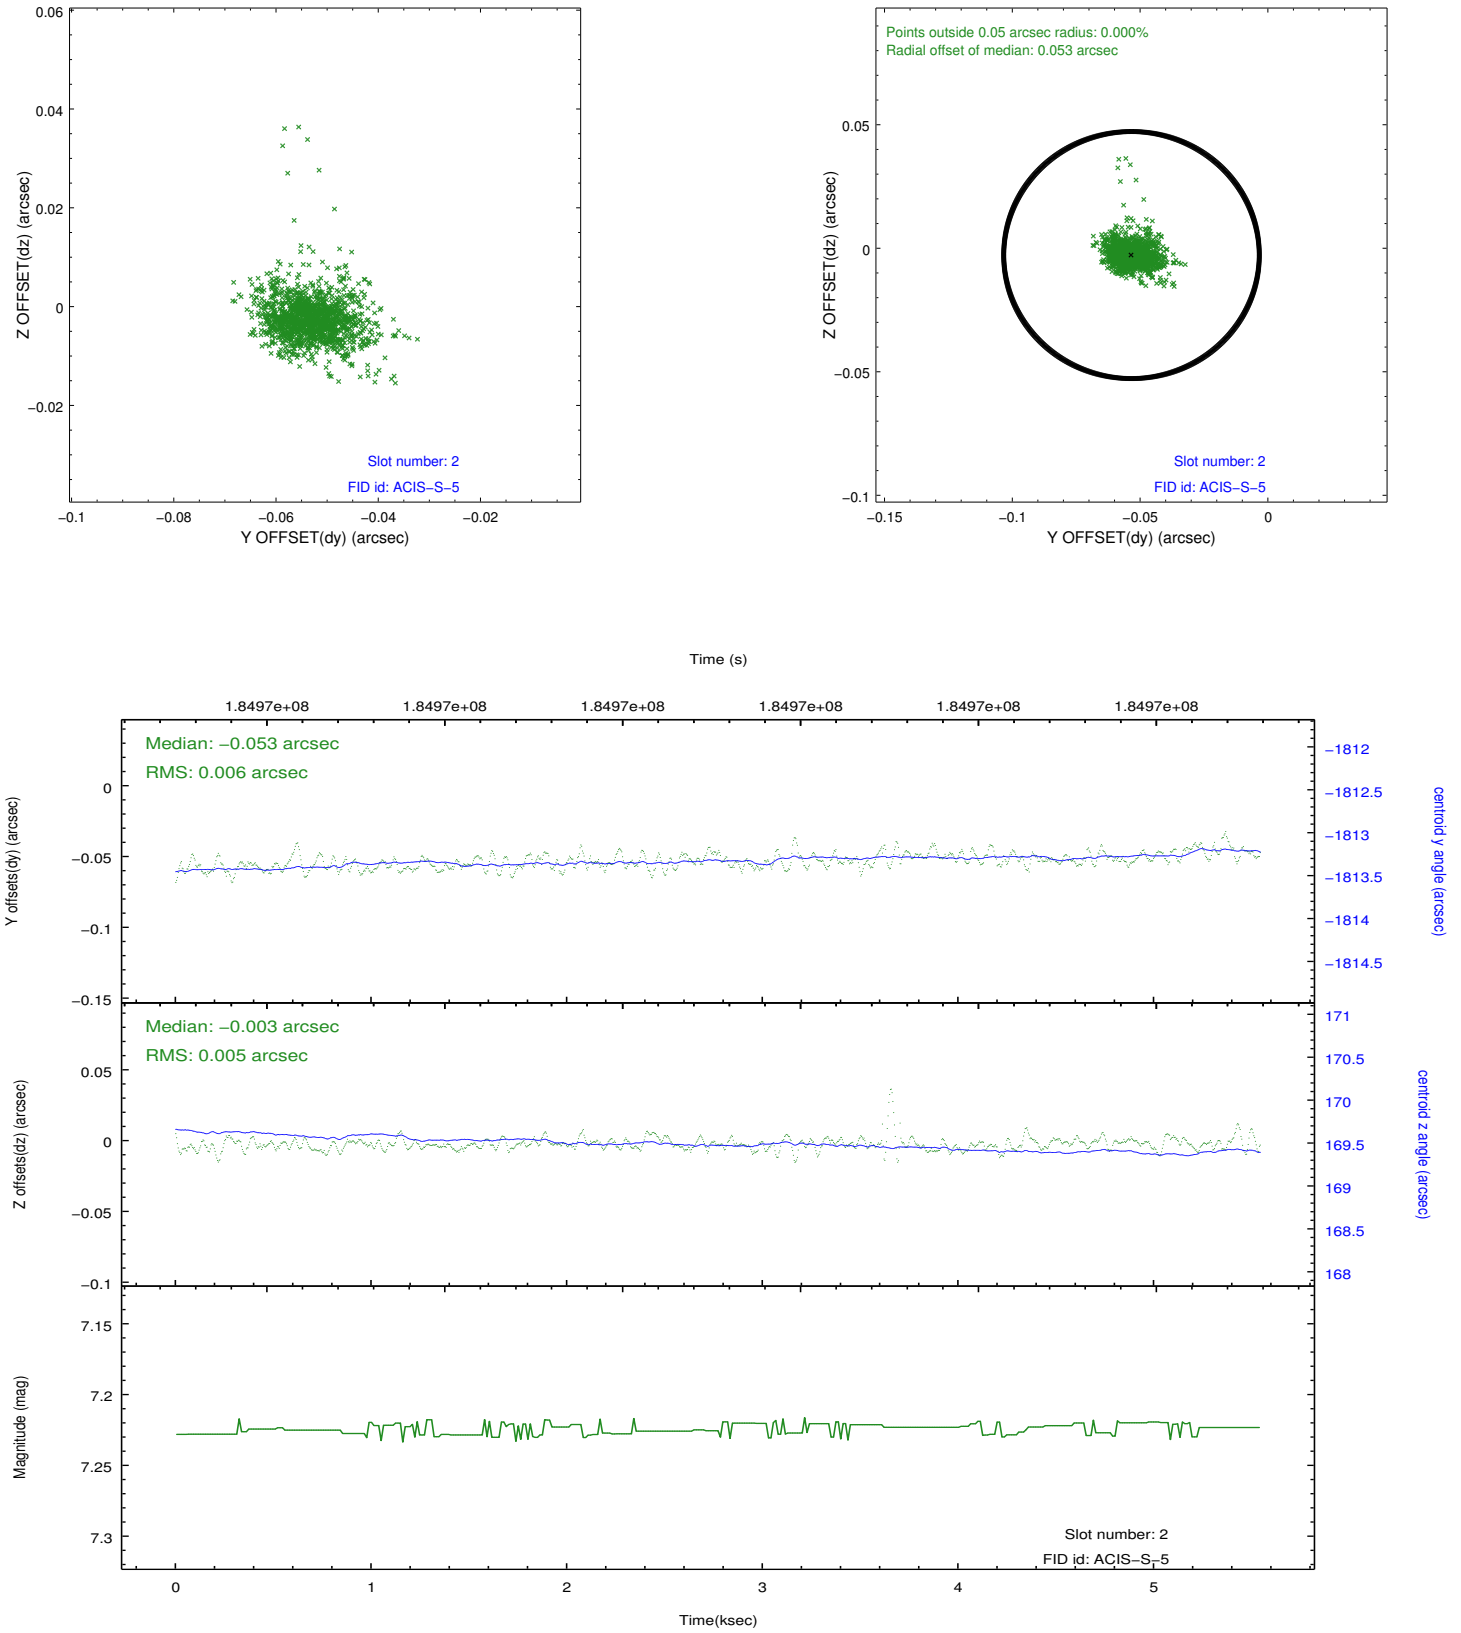 0.06
0.04
0.02
0
−0.02
Z OFFSET(dz) (arcsec)
Slot number: 2
FID id: ACIS−S−5
−0.1 −0.08 −0.06 −0.04 −0.02
Y OFFSET(dy) (arcsec)
Points outside 0.05 arcsec radius: 0.000%
Radial offset of median: 0.053 arcsec
0.05
0
−0.05
−0.1
Z OFFSET(dz) (arcsec)
Slot number: 2
FID id: ACIS−S−5
−0.15 −0.1 −0.05 0
Y OFFSET(dy) (arcsec)
Time (s)
1.8497e+08 1.8497e+08 1.8497e+08 1.8497e+08 1.8497e+08 1.8497e+08
Median: −0.053 arcsec
RMS: 0.006 arcsec
0
−0.05
−0.1
−0.15
Y offsets(dy) (arcsec)
−1812
−1812.5
−1813
−1813.5
−1814
−1814.5
centroid y angle (arcsec)
Median: −0.003 arcsec
RMS: 0.005 arcsec
0.05
0
−0.05
−0.1
Z offsets(dz) (arcsec)
171
170.5
170
169.5
169
168.5
168
centroid z angle (arcsec)
7.15
7.2
7.25
7.3
Magnitude (mag)
Slot number: 2
FID id: ACIS−S−5
0 1 2 3 4 5
Time(ksec)